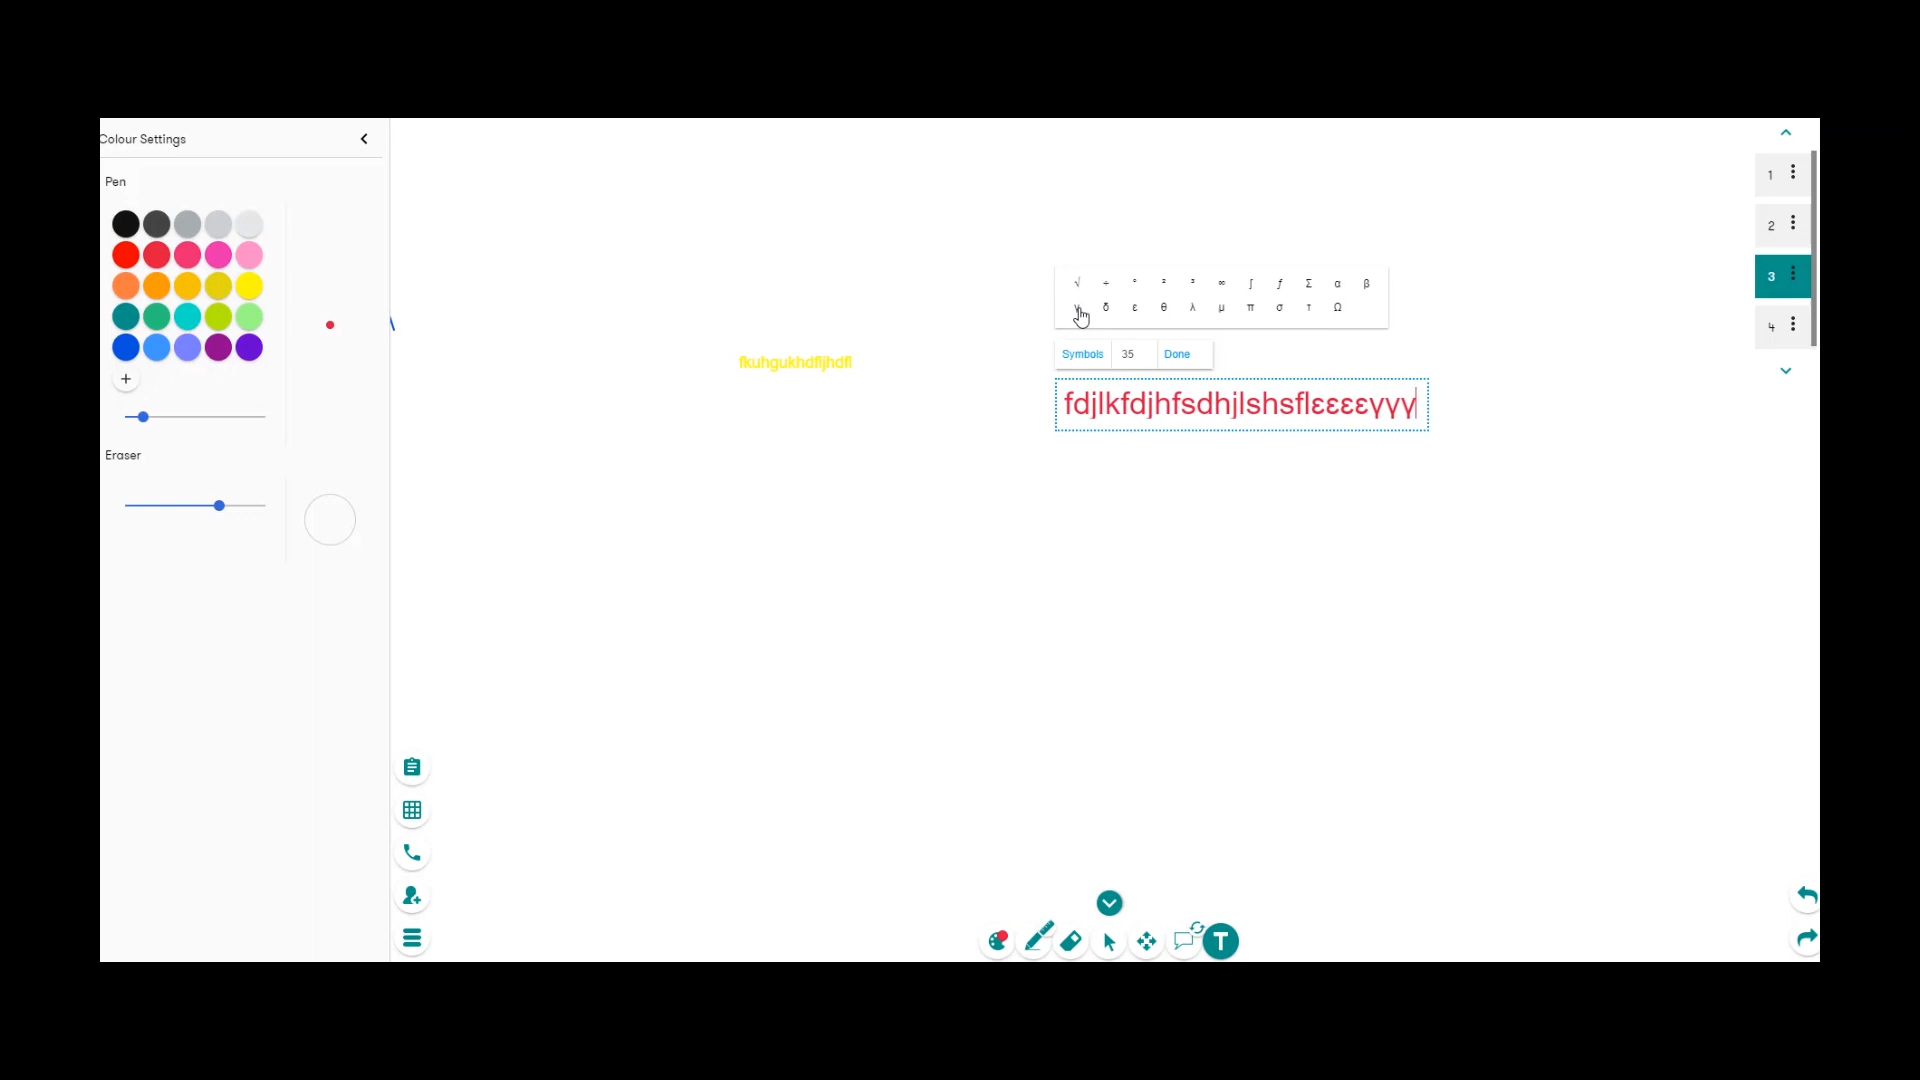 Colour Settings
Pen
+
Eraser
fkuhgukhdfljhdfl
√ ÷ ° ² ³ ∞ ∫ ƒ Σ α β
γ δ ε θ λ μ π σ τ Ω
Symbols 35 Done
fdjlkfdjhfsdhjlshsflεεεεγγγ
1
2
3
4
T